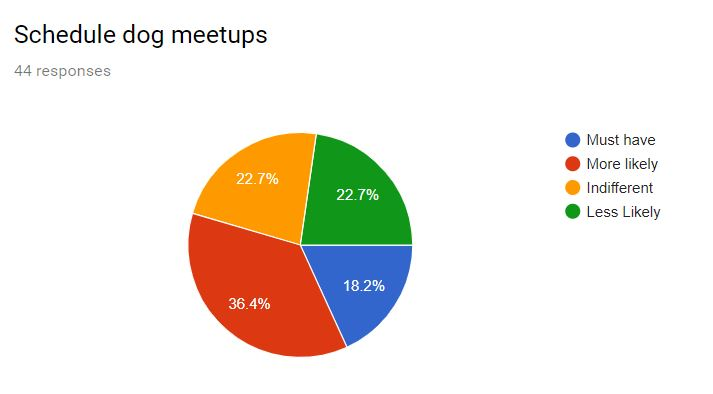 Schedule dog meetups
44 responses
Must have
More likely
Indifferent
Less Likely
22.7%
22.7%
36.4%
18.2%